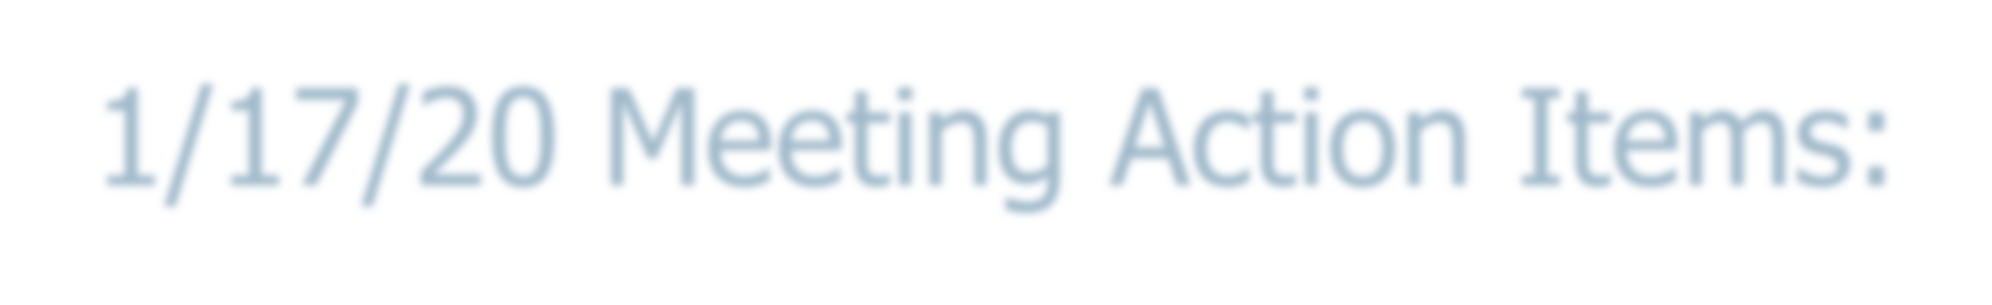 1/17/20 Meeting Action Items: